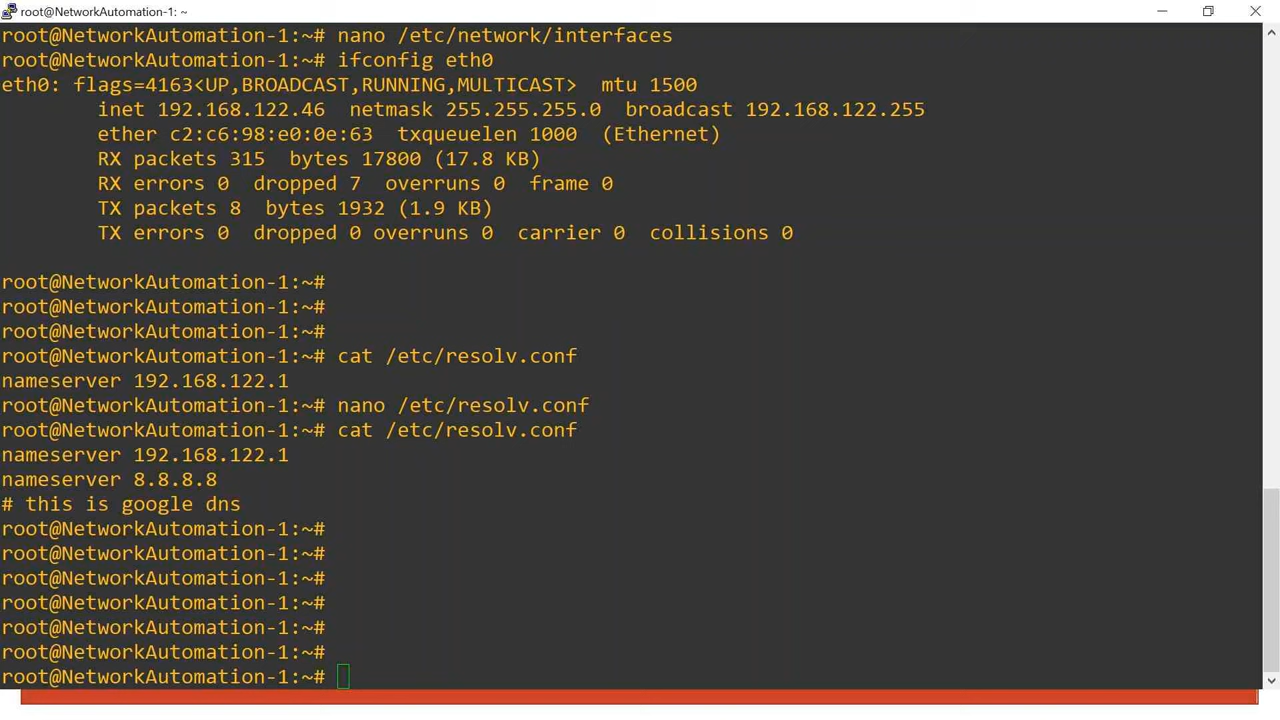 root@NetworkAutomation-1: ~
root@NetworkAutomation-1:~# nano /etc/network/interfaces
root@NetworkAutomation-1:~# ifconfig eth0
eth0: flags=4163<UP,BROADCAST,RUNNING,MULTICAST>  mtu 1500
        inet 192.168.122.46  netmask 255.255.255.0  broadcast 192.168.122.255
        ether c2:c6:98:e0:0e:63  txqueuelen 1000  (Ethernet)
        RX packets 315  bytes 17800 (17.8 KB)
        RX errors 0  dropped 7  overruns 0  frame 0
        TX packets 8  bytes 1932 (1.9 KB)
        TX errors 0  dropped 0 overruns 0  carrier 0  collisions 0
root@NetworkAutomation-1:~#
root@NetworkAutomation-1:~#
root@NetworkAutomation-1:~#
root@NetworkAutomation-1:~# cat /etc/resolv.conf
nameserver 192.168.122.1
root@NetworkAutomation-1:~# nano /etc/resolv.conf
root@NetworkAutomation-1:~# cat /etc/resolv.conf
nameserver 192.168.122.1
nameserver 8.8.8.8
# this is google dns
root@NetworkAutomation-1:~#
root@NetworkAutomation-1:~#
root@NetworkAutomation-1:~#
root@NetworkAutomation-1:~#
root@NetworkAutomation-1:~#
root@NetworkAutomation-1:~#
root@NetworkAutomation-1:~#